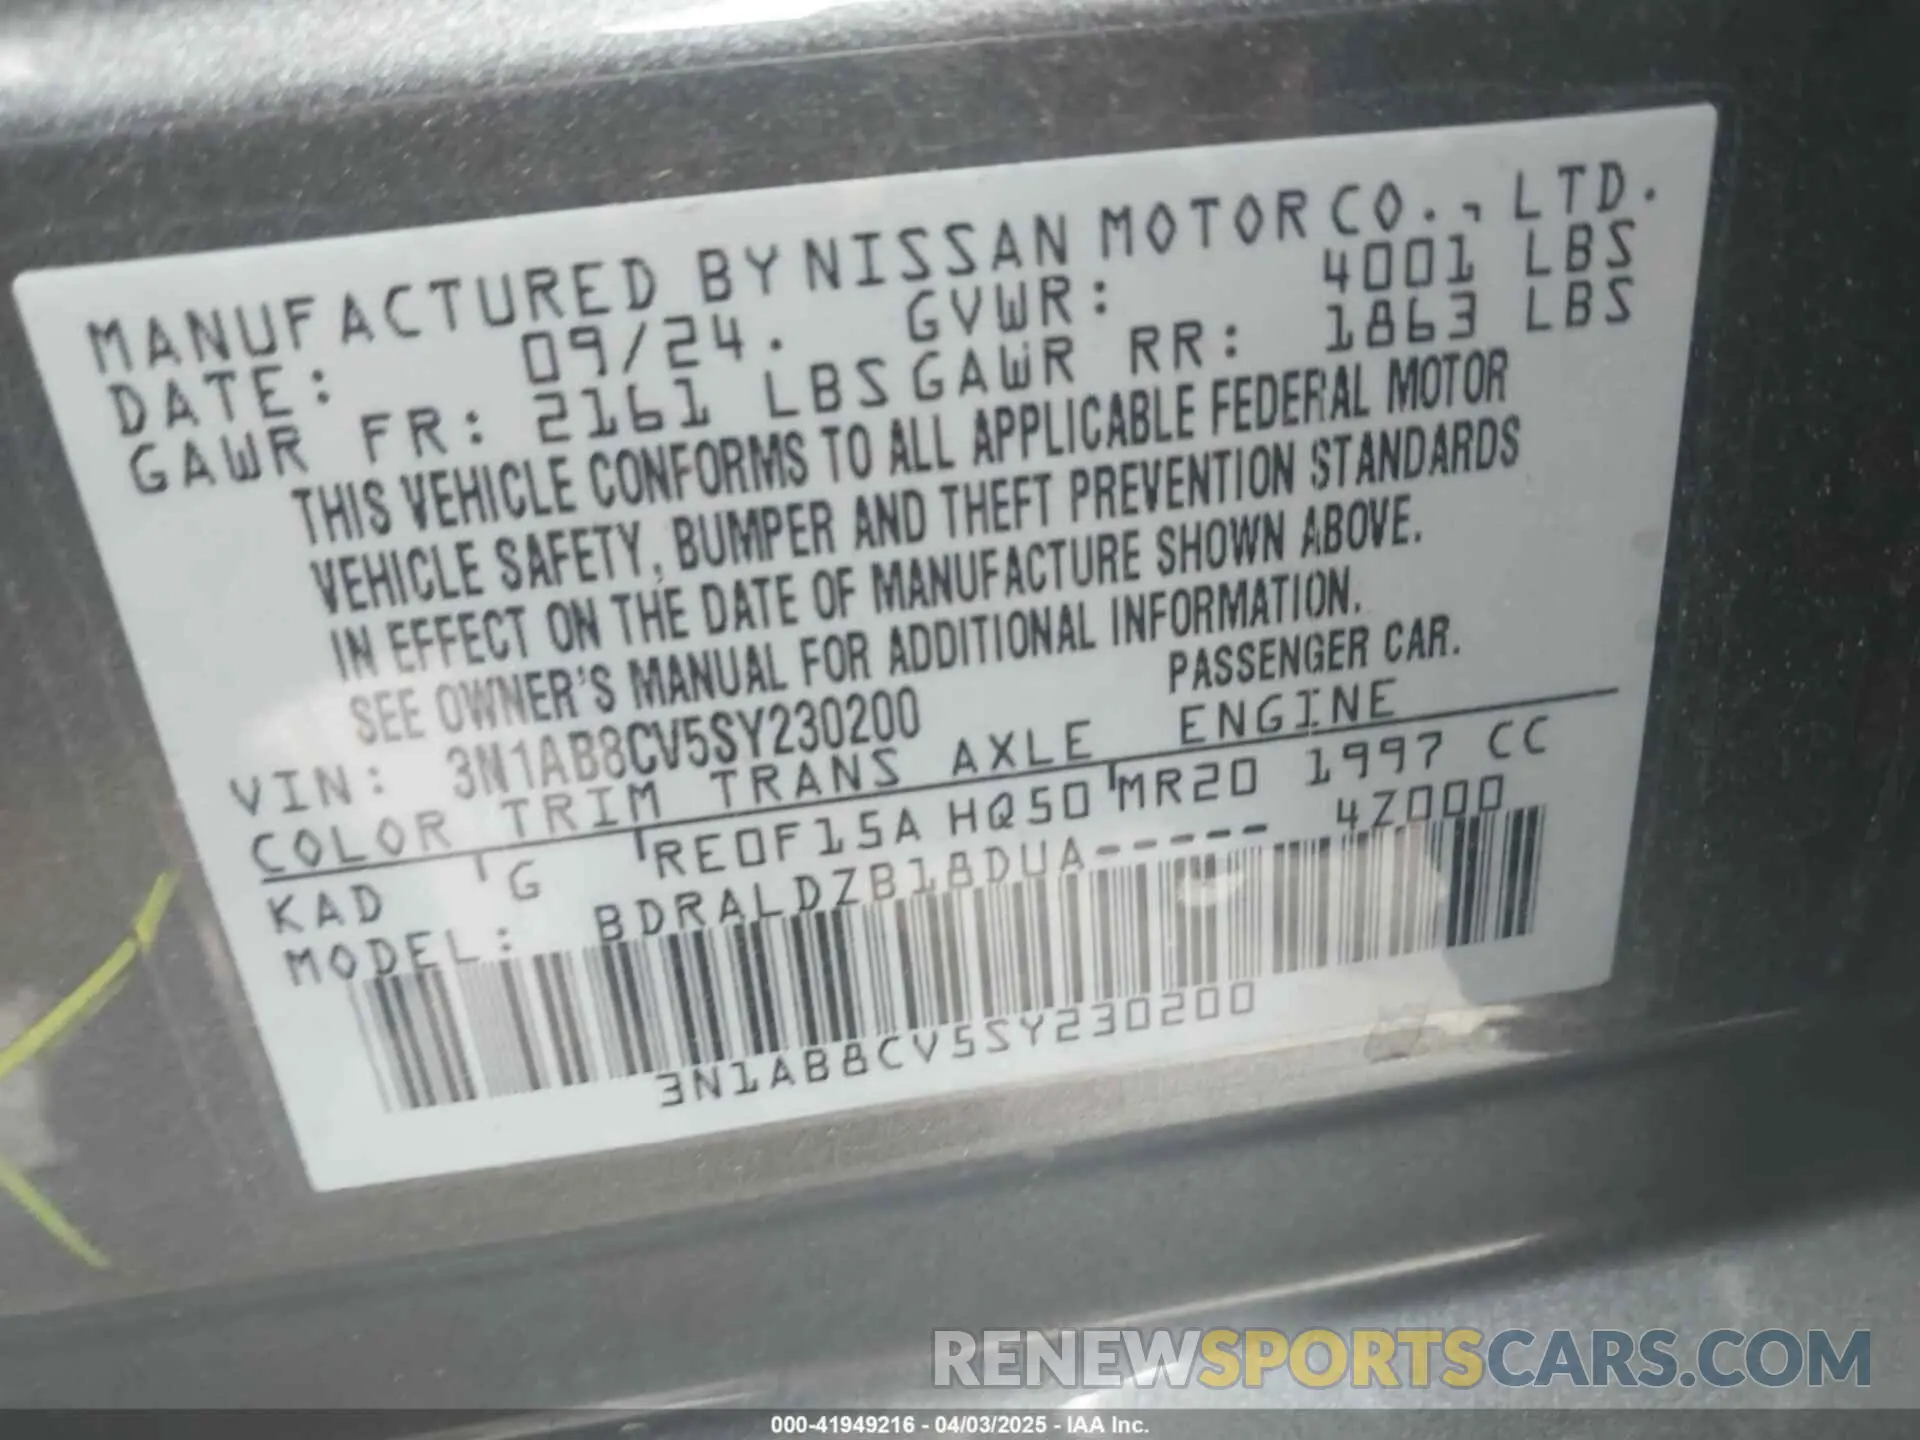 MANUFACTURED BY NISSAN MOTOR CO., LTD.
DATE: 09/24. GVWR: 4001 LBS
GAWR FR: 2161 LBS GAWR RR: 1863 LBS
THIS VEHICLE CONFORMS TO ALL APPLICABLE FEDERAL MOTOR
VEHICLE SAFETY, BUMPER AND THEFT PREVENTION STANDARDS
IN EFFECT ON THE DATE OF MANUFACTURE SHOWN ABOVE.
SEE OWNER'S MANUAL FOR ADDITIONAL INFORMATION.
VIN: 3N1AB8CV5SY230200 PASSENGER CAR.
COLOR TRIM TRANS AXLE ENGINE
KAD G RE0F15A HQ50 MR20 1997 CC
MODEL: BDRALDZB18DUA----- 4Z000
3N1AB8CV5SY230200
RENEWSPORTSCARS.COM
000-41949216 - 04/03/2025 - IAA Inc.